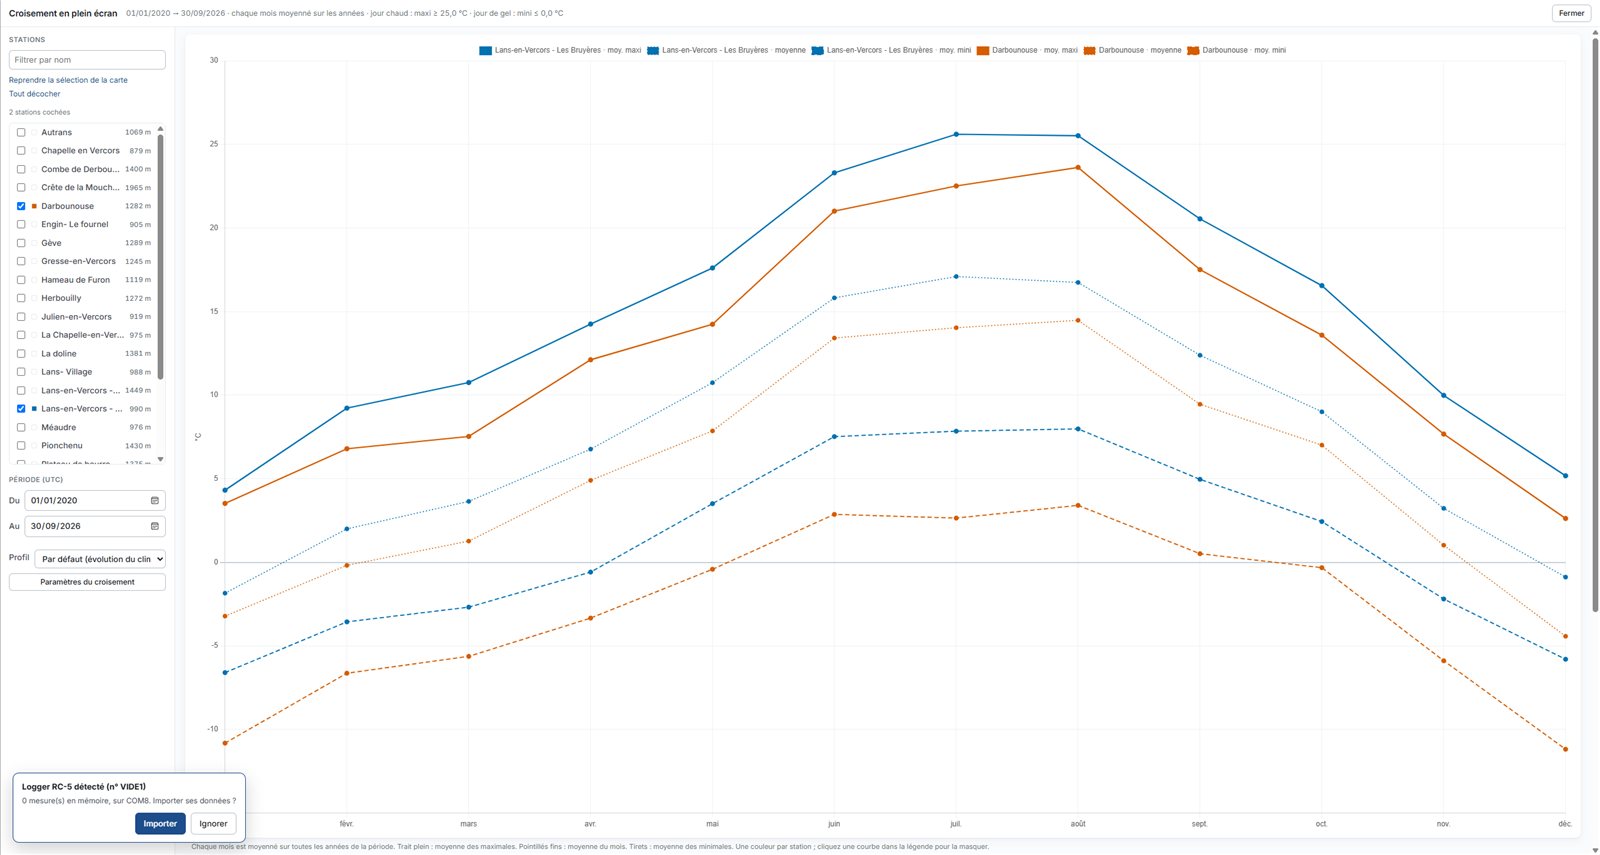 Croisement en plein écran 01/01/2020 → 30/09/2026 · chaque mois moyenné sur les années · jour chaud : maxi ≥ 25,0 °C · jour de gel : mini ≤ 0,0 °C
Fermer
STATIONS
Filtrer par nom
Reprendre la sélection de la carte
Tout décocher
2 stations cochées
Autrans 1069 m
Chapelle en Vercors 879 m
Combe de Derbou... 1400 m
Crête de la Mouch... 1965 m
Darbounouse 1282 m
Engin- Le fournel 905 m
Gève 1289 m
Gresse-en-Vercors 1245 m
Hameau de Furon 1119 m
Herbouilly 1272 m
Julien-en-Vercors 919 m
La Chapelle-en-Ver... 975 m
La doline 1381 m
Lans- Village 988 m
Lans-en-Vercors -... 1449 m
Lans-en-Vercors - ... 990 m
Méaudre 976 m
Pionchenu 1430 m
PÉRIODE (UTC)
Du 01/01/2020
Au 30/09/2026
Profil Par défaut (évolution du clin
Paramètres du croisement
Logger RC-5 détecté (n° VIDE1)
0 mesure(s) en mémoire, sur COM8. Importer ses données ?
Importer Ignorer
Lans-en-Vercors - Les Bruyères · moy. maxi Lans-en-Vercors - Les Bruyères · moyenne Lans-en-Vercors - Les Bruyères · moy. mini Darbounouse · moy. maxi Darbounouse · moyenne Darbounouse · moy. mini
30
25
20
15
10
5
0
-5
-10
°C
févr. mars avr. mai juin juil. août sept. oct. nov. déc.
Chaque mois est moyenné sur toutes les années de la période. Trait plein : moyenne des maximales. Pointillés fins : moyenne du mois. Tirets : moyenne des minimales. Une couleur par station ; cliquez une courbe dans la légende pour la masquer.